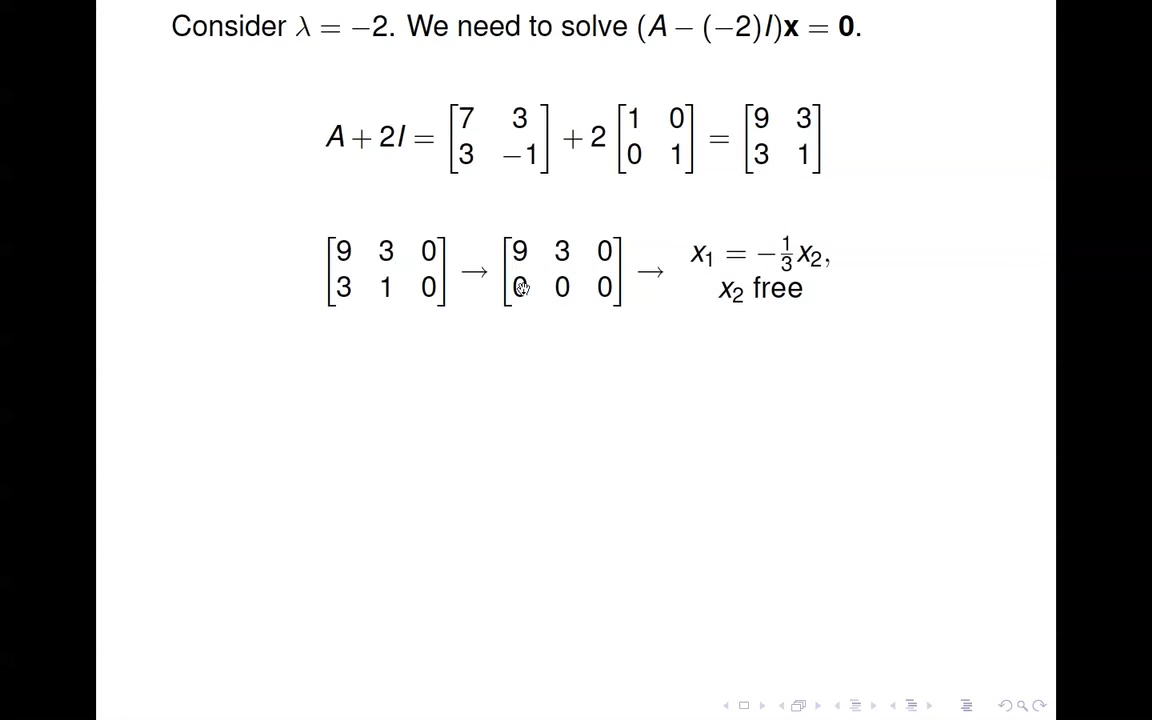 Consider λ = −2. We need to solve (A − (−2)I)x = 0.
A + 2I = [7 3; 3 −1] + 2 [1 0; 0 1] = [9 3; 3 1]
[9 3 0; 3 1 0] → [9 3 0; 0 0 0] → x₁ = −⅓x₂,
x₂ free